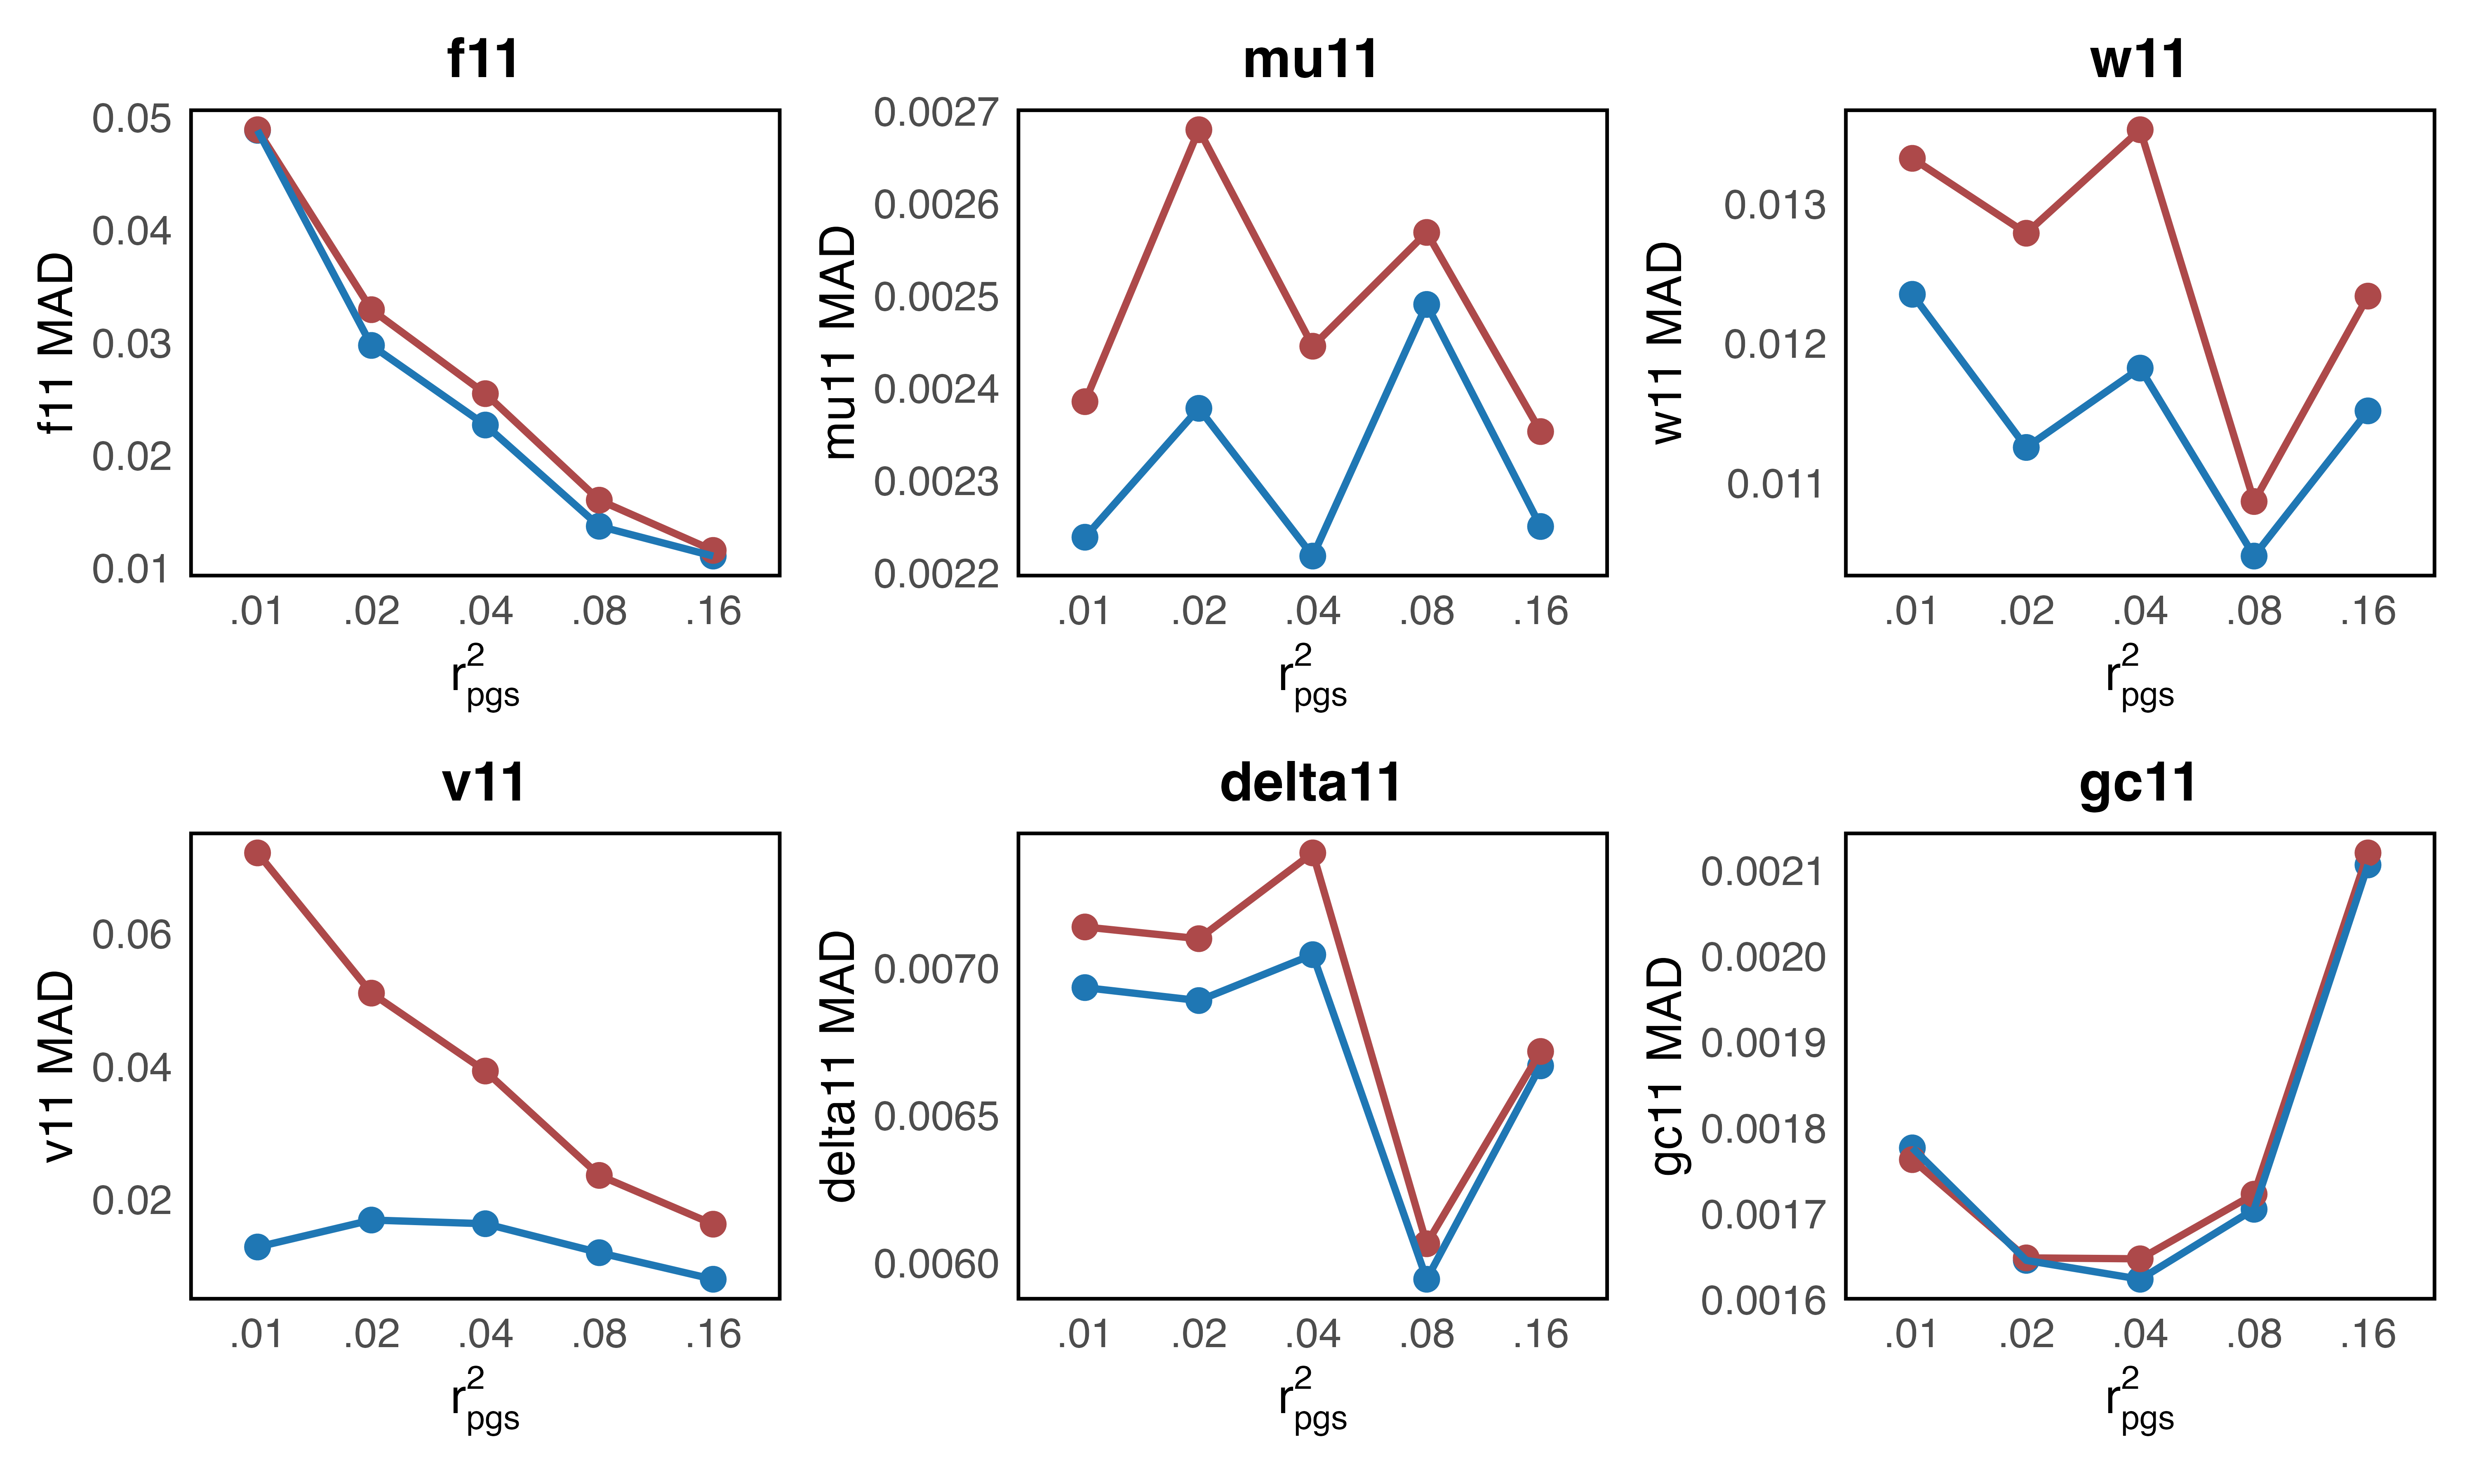 f11
f11 MAD
0.05
0.04
0.03
0.02
0.01
.01 .02 .04 .08 .16
r²pgs
mu11
mu11 MAD
0.0027
0.0026
0.0025
0.0024
0.0023
0.0022
.01 .02 .04 .08 .16
r²pgs
w11
w11 MAD
0.013
0.012
0.011
.01 .02 .04 .08 .16
r²pgs
v11
v11 MAD
0.06
0.04
0.02
.01 .02 .04 .08 .16
r²pgs
delta11
delta11 MAD
0.0070
0.0065
0.0060
.01 .02 .04 .08 .16
r²pgs
gc11
gc11 MAD
0.0021
0.0020
0.0019
0.0018
0.0017
0.0016
.01 .02 .04 .08 .16
r²pgs